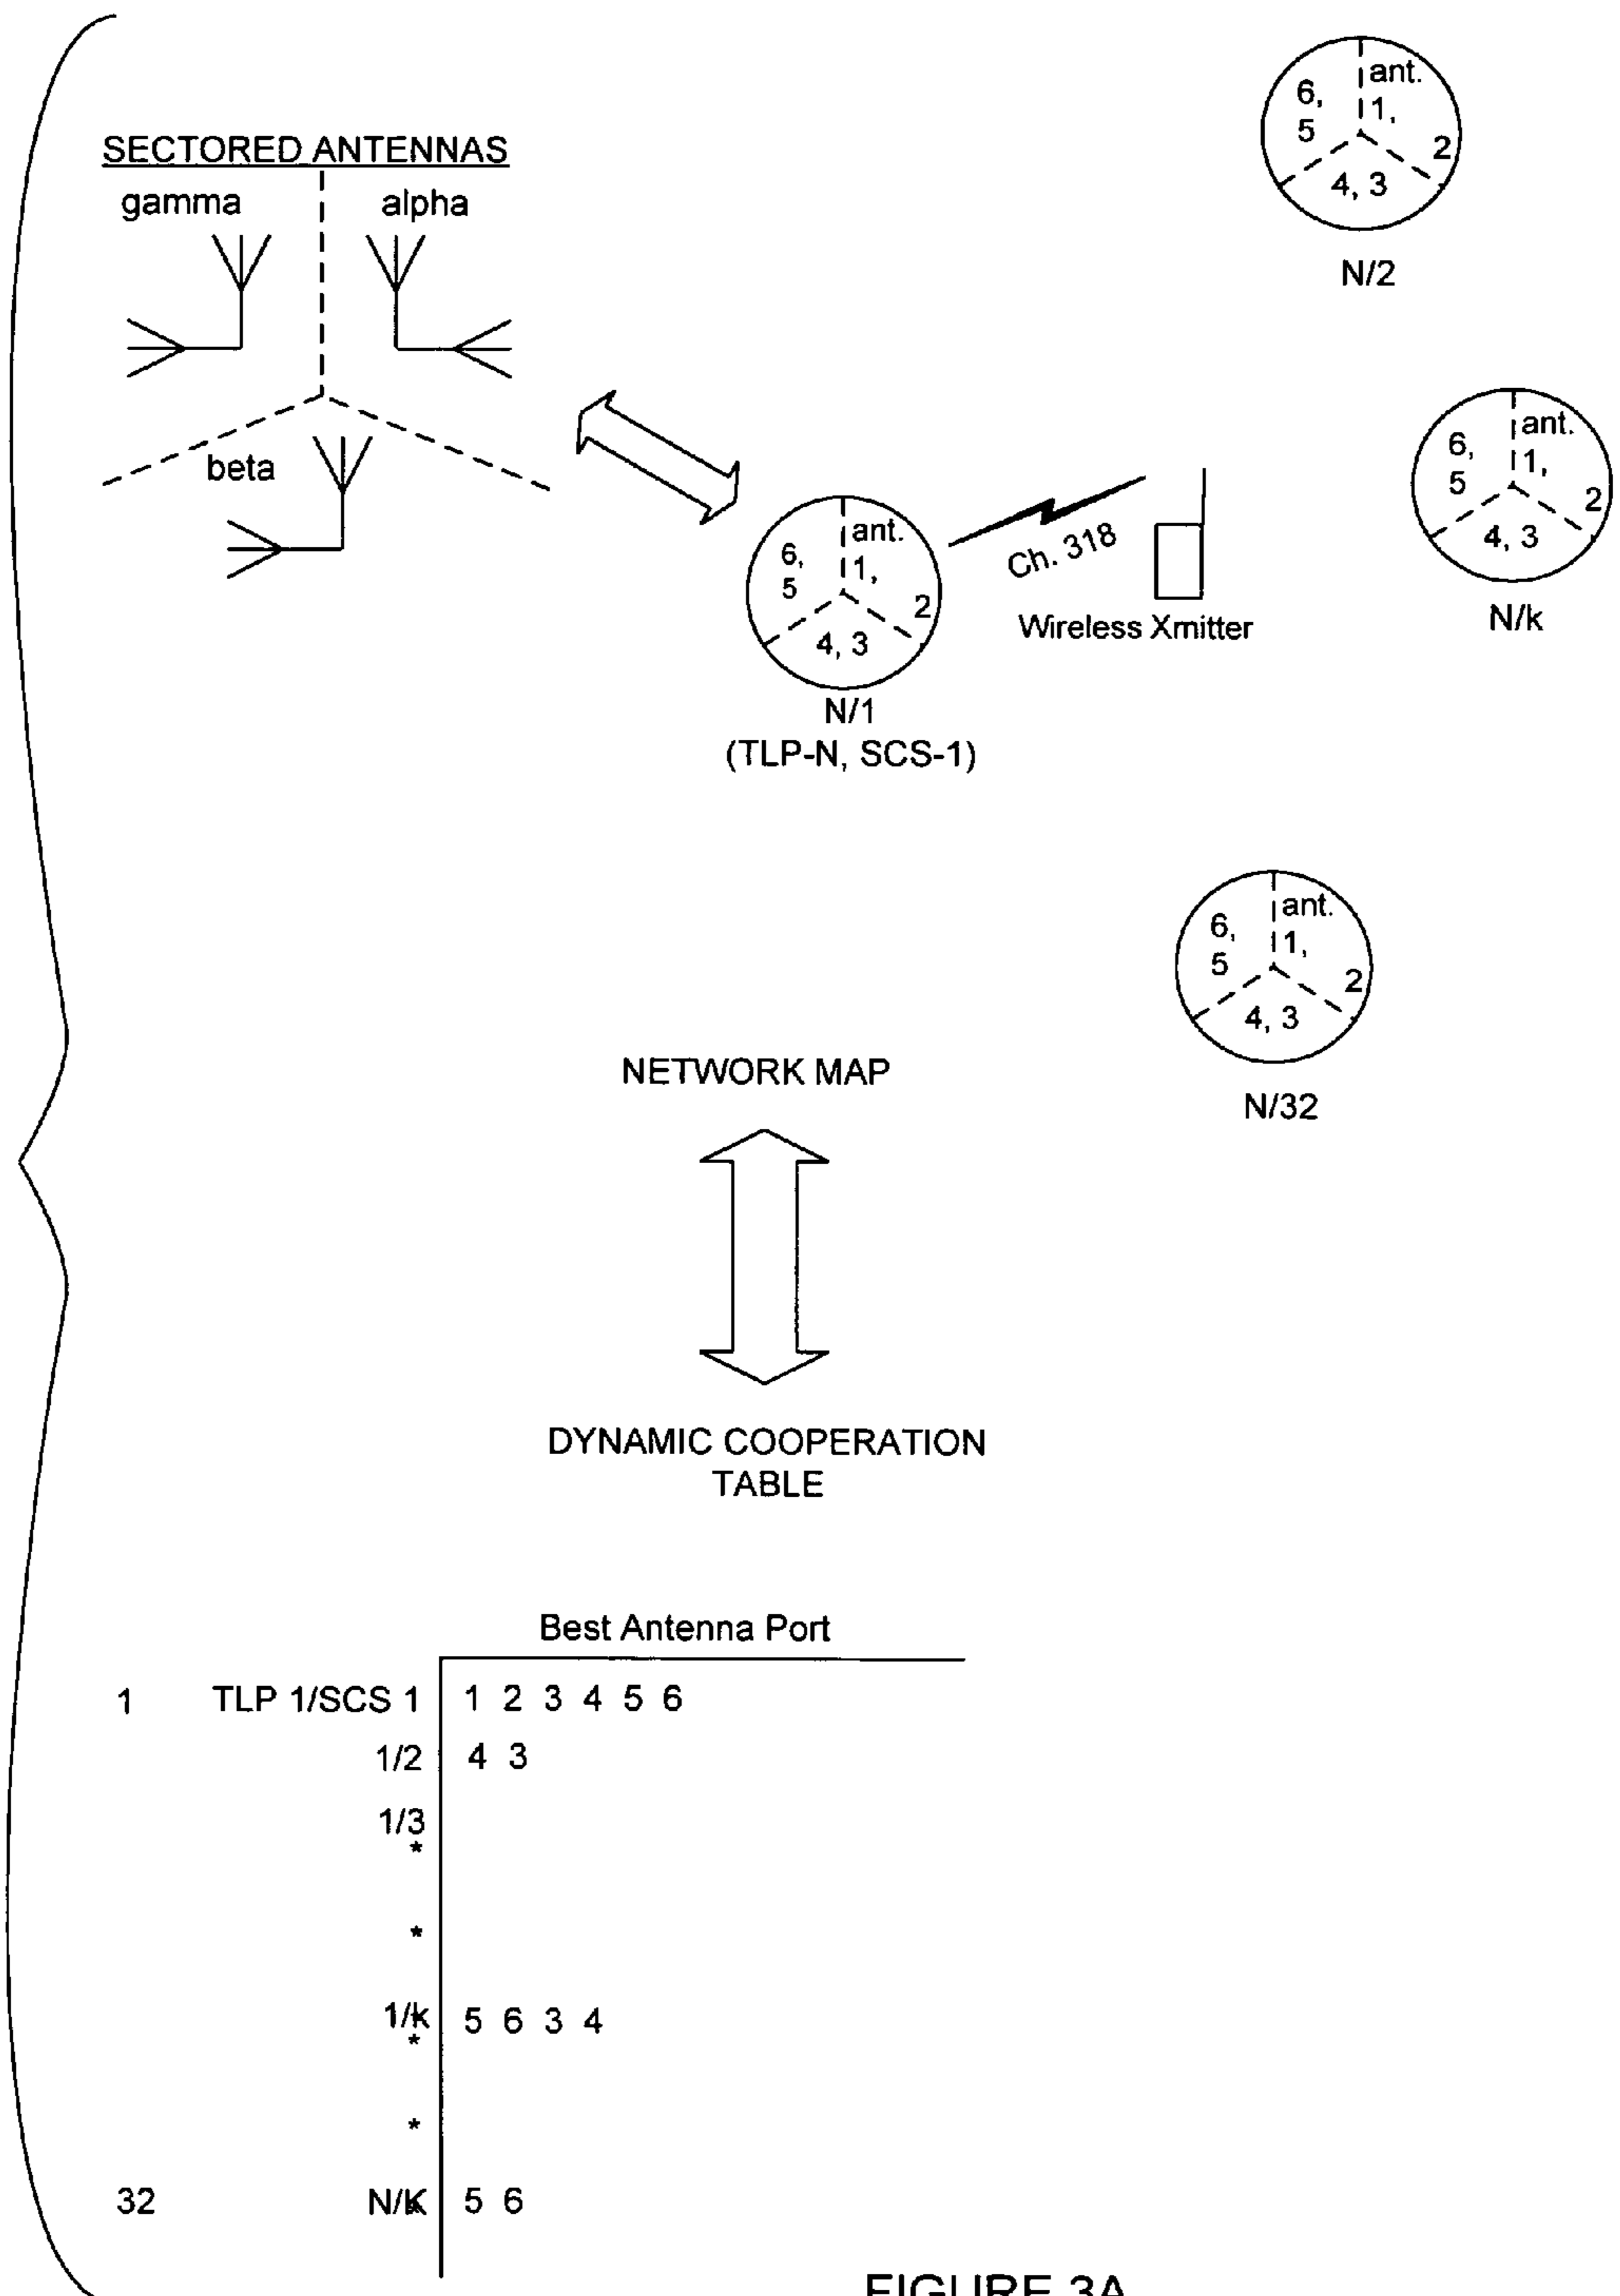 SECTORED ANTENNAS
gamma alpha
beta
ant.
6, 1,
5 2
4, 3
N/2
ant.
6, 1,
5 2
4, 3
N/k
ant.
6, 1,
5 2
4, 3
N/1
(TLP-N, SCS-1)
Ch. 318
Wireless Xmitter
ant.
6, 1,
5 2
4, 3
N/32
NETWORK MAP
DYNAMIC COOPERATION
TABLE
Best Antenna Port
1 TLP 1/SCS 1 1 2 3 4 5 6
1/2 4 3
1/3
*
*
1/k 5 6 3 4
*
*
32 N/K 5 6
FIGURE 3A